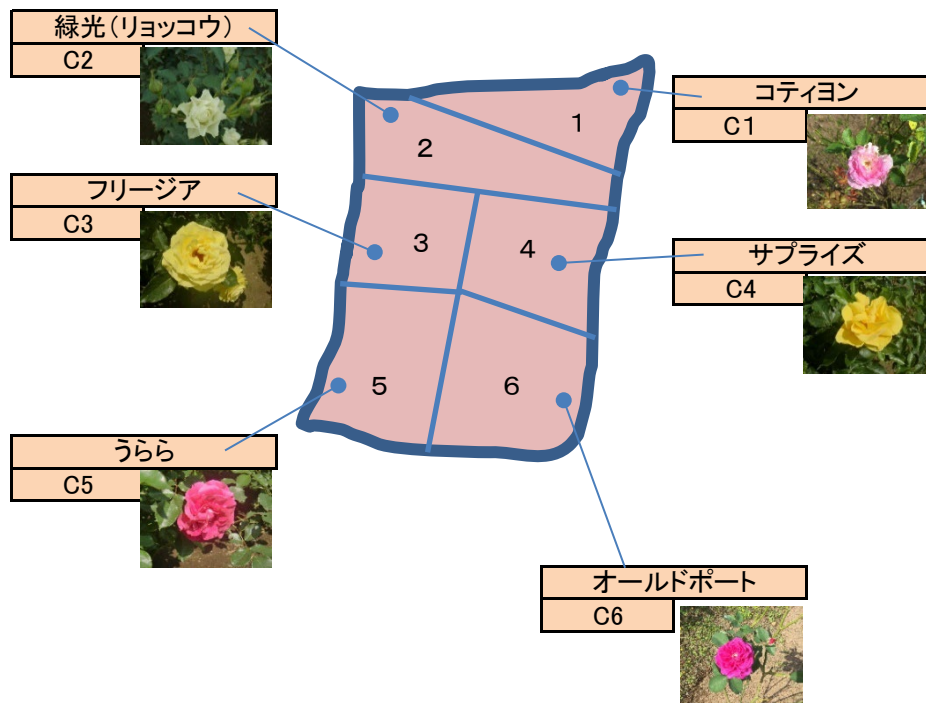 緑光(リョッコウ)
C2
コティヨン
C1
1
2
フリージア
C3
3
4
サプライズ
C4
5
6
うらら
C5
オールドポート
C6